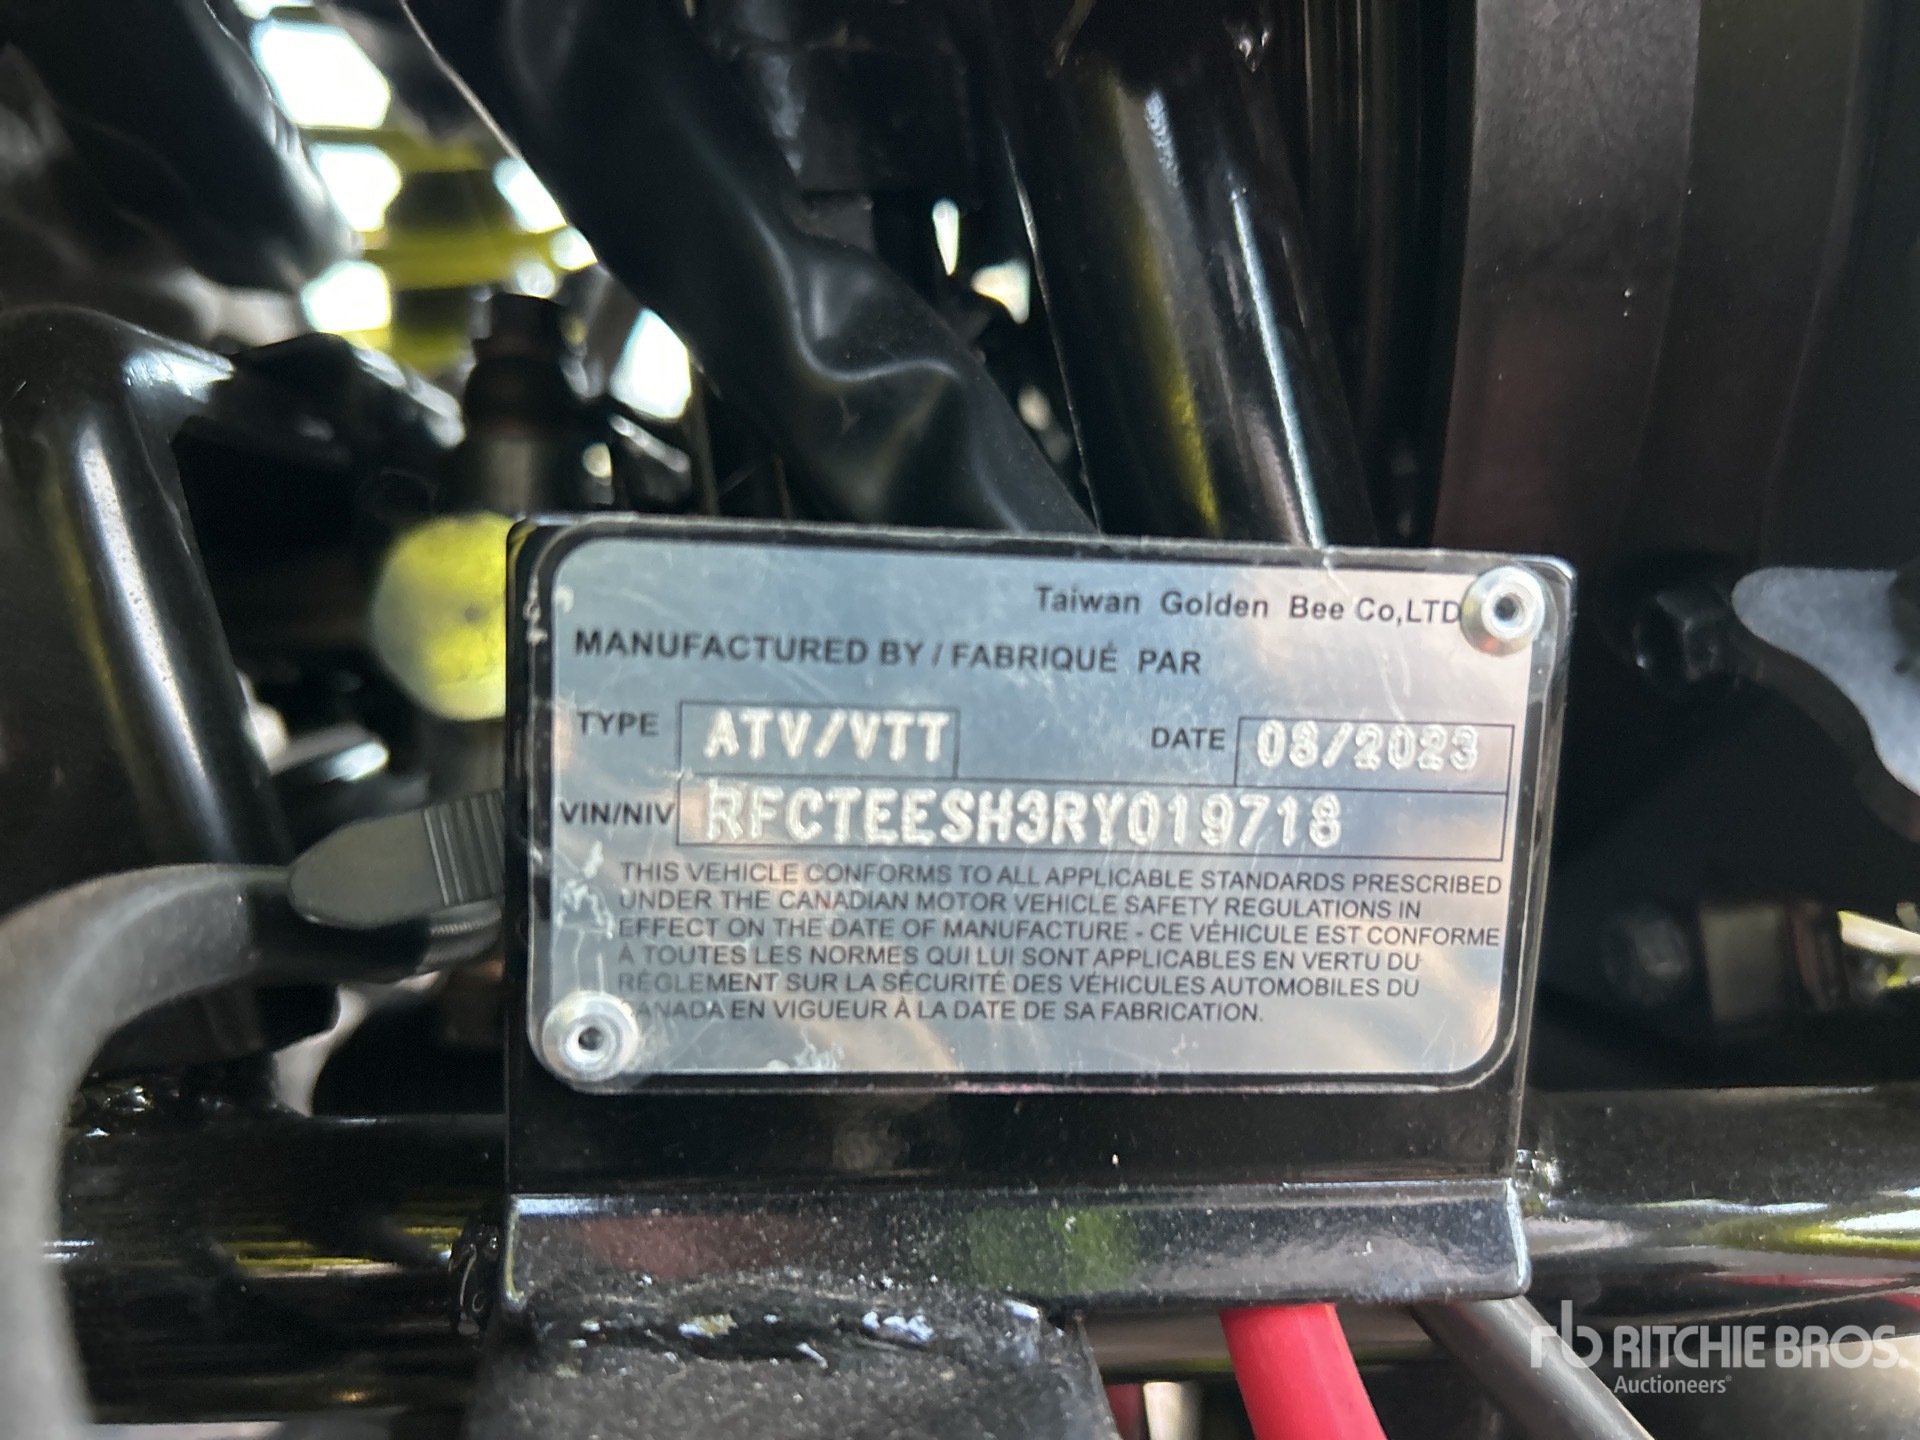 Taiwan Golden Bee Co,LTD
MANUFACTURED BY / FABRIQUÉ PAR
TYPE ATV/VTT DATE 03/2023
VIN/NIV RFCTEESH3RY019718
THIS VEHICLE CONFORMS TO ALL APPLICABLE STANDARDS PRESCRIBED
UNDER THE CANADIAN MOTOR VEHICLE SAFETY REGULATIONS IN
EFFECT ON THE DATE OF MANUFACTURE - CE VÉHICULE EST CONFORME
À TOUTES LES NORMES QUI LUI SONT APPLICABLES EN VERTU DU
RÈGLEMENT SUR LA SÉCURITÉ DES VÉHICULES AUTOMOBILES DU
CANADA EN VIGUEUR À LA DATE DE SA FABRICATION.
rb RITCHIE BROS.
Auctioneers®